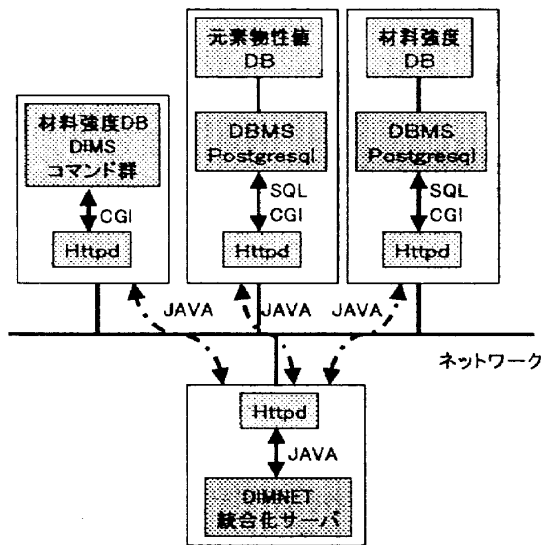 材料強度DB
DIMS
コマンド群
CGI
Httpd
元素物性値
DB
DBMS
Postgresql
SQL
CGI
Httpd
材料強度
DB
DBMS
Postgresql
SQL
CGI
Httpd
JAVA
JAVA
JAVA
ネットワーク
Httpd
JAVA
DIMNET
統合化サーバ